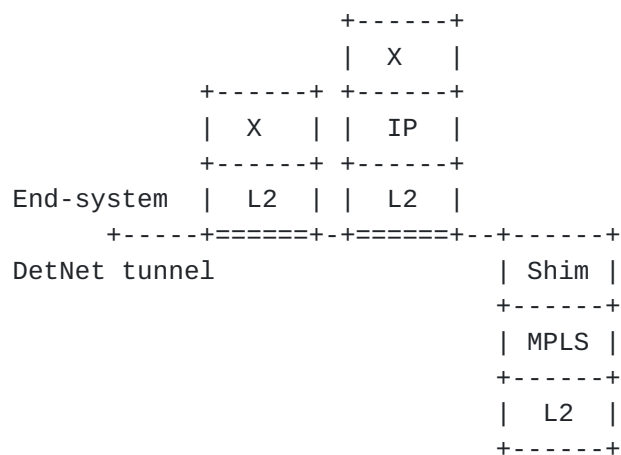 +------+
                      |  X   |
             +------+ +------+
             |  X   | |  IP  |
             +------+ +------+
End-system   |  L2  | |  L2  |
       +-----+======+-+======+--+------+
DetNet tunnel                   | Shim |
                                +------+
                                | MPLS |
                                +------+
                                |  L2  |
                                +------+